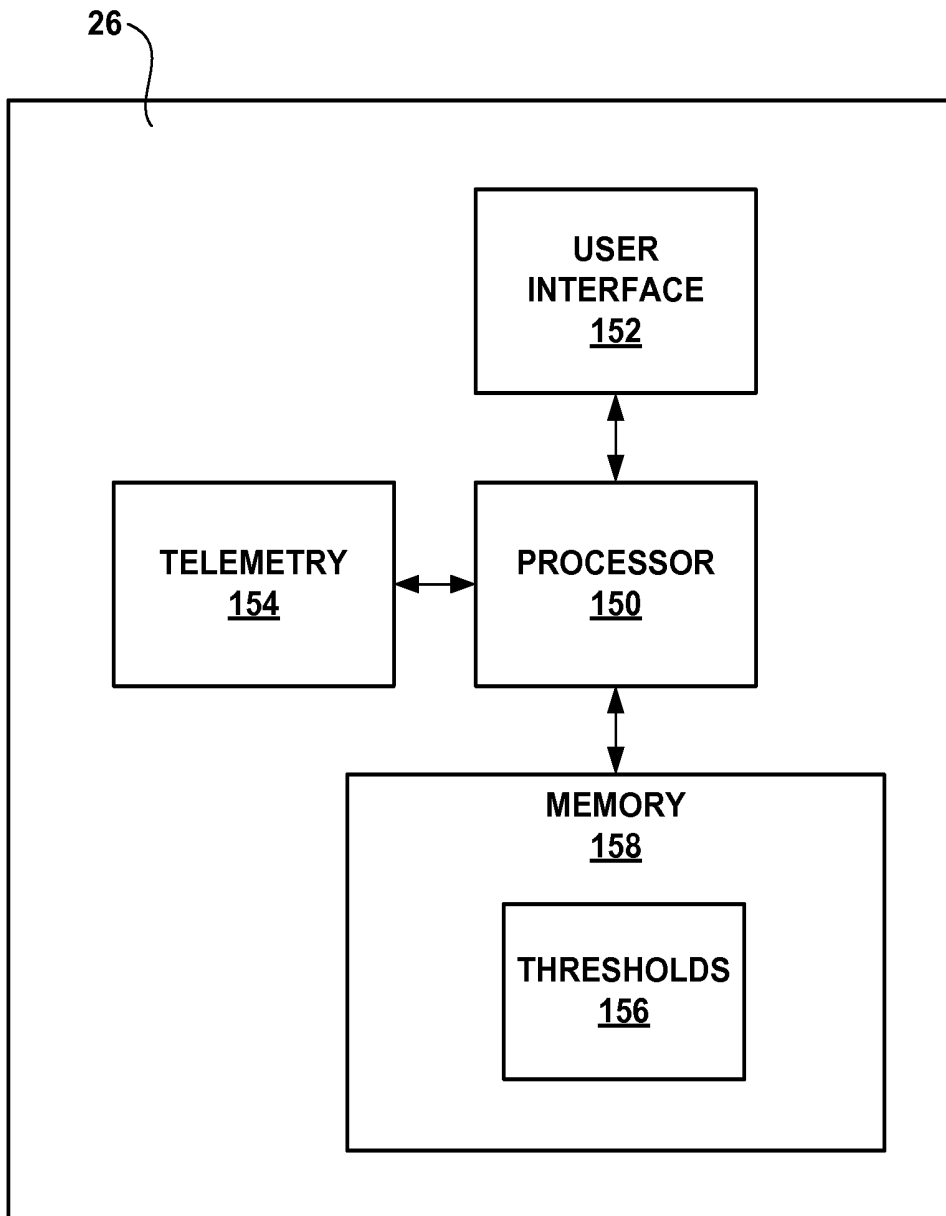 26
USER
INTERFACE
152
TELEMETRY
154
PROCESSOR
150
MEMORY
158
THRESHOLDS
156